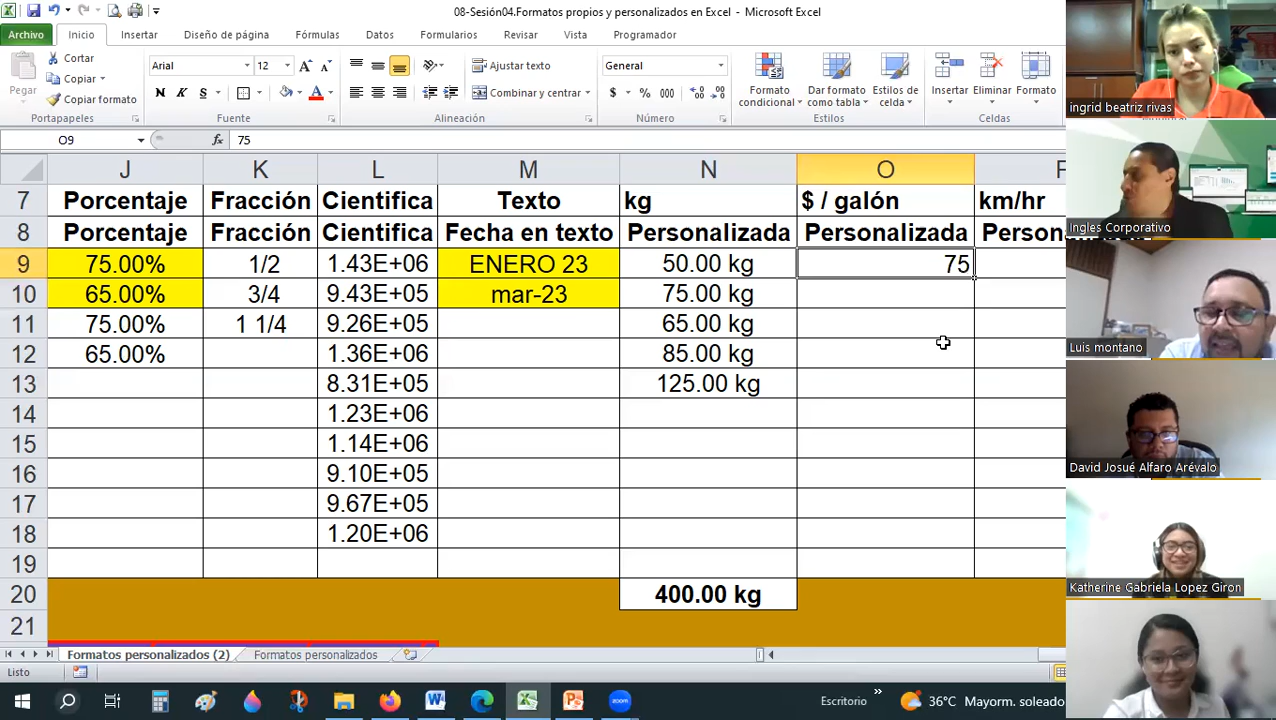 08-Sesión04.Formatos propios y personalizados en Excel - Microsoft Excel
Archivo Inicio Insertar Diseño de página Fórmulas Datos Formularios Revisar Vista Programador
Pegar
Cortar
Copiar
Copiar formato
Portapapeles
Arial 12
N K S
Fuente
Ajustar texto
Combinar y centrar
Alineación
General
$ % 000
Número
Formato condicional
Dar formato como tabla
Estilos de celda
Estilos
Insertar Eliminar Formato
Celdas
O9 fx 75
J K L M N O
7 Porcentaje Fracción Cientifica Texto kg $ / galón km/hr
8 Porcentaje Fracción Cientifica Fecha en texto Personalizada Personalizada
9 75.00% 1/2 1.43E+06 ENERO 23 50.00 kg 75
10 65.00% 3/4 9.43E+05 mar-23 75.00 kg
11 75.00% 1 1/4 9.26E+05 65.00 kg
12 65.00% 1.36E+06 85.00 kg
13 8.31E+05 125.00 kg
14 1.23E+06
15 1.14E+06
16 9.10E+05
17 9.67E+05
18 1.20E+06
19
20 400.00 kg
21
Formatos personalizados (2) Formatos personalizados
Listo
Escritorio » 36°C Mayorm. soleado
ingrid beatriz rivas
Ingles Corporativo
Luis montano
David Josué Alfaro Arévalo
Katherine Gabriela Lopez Giron